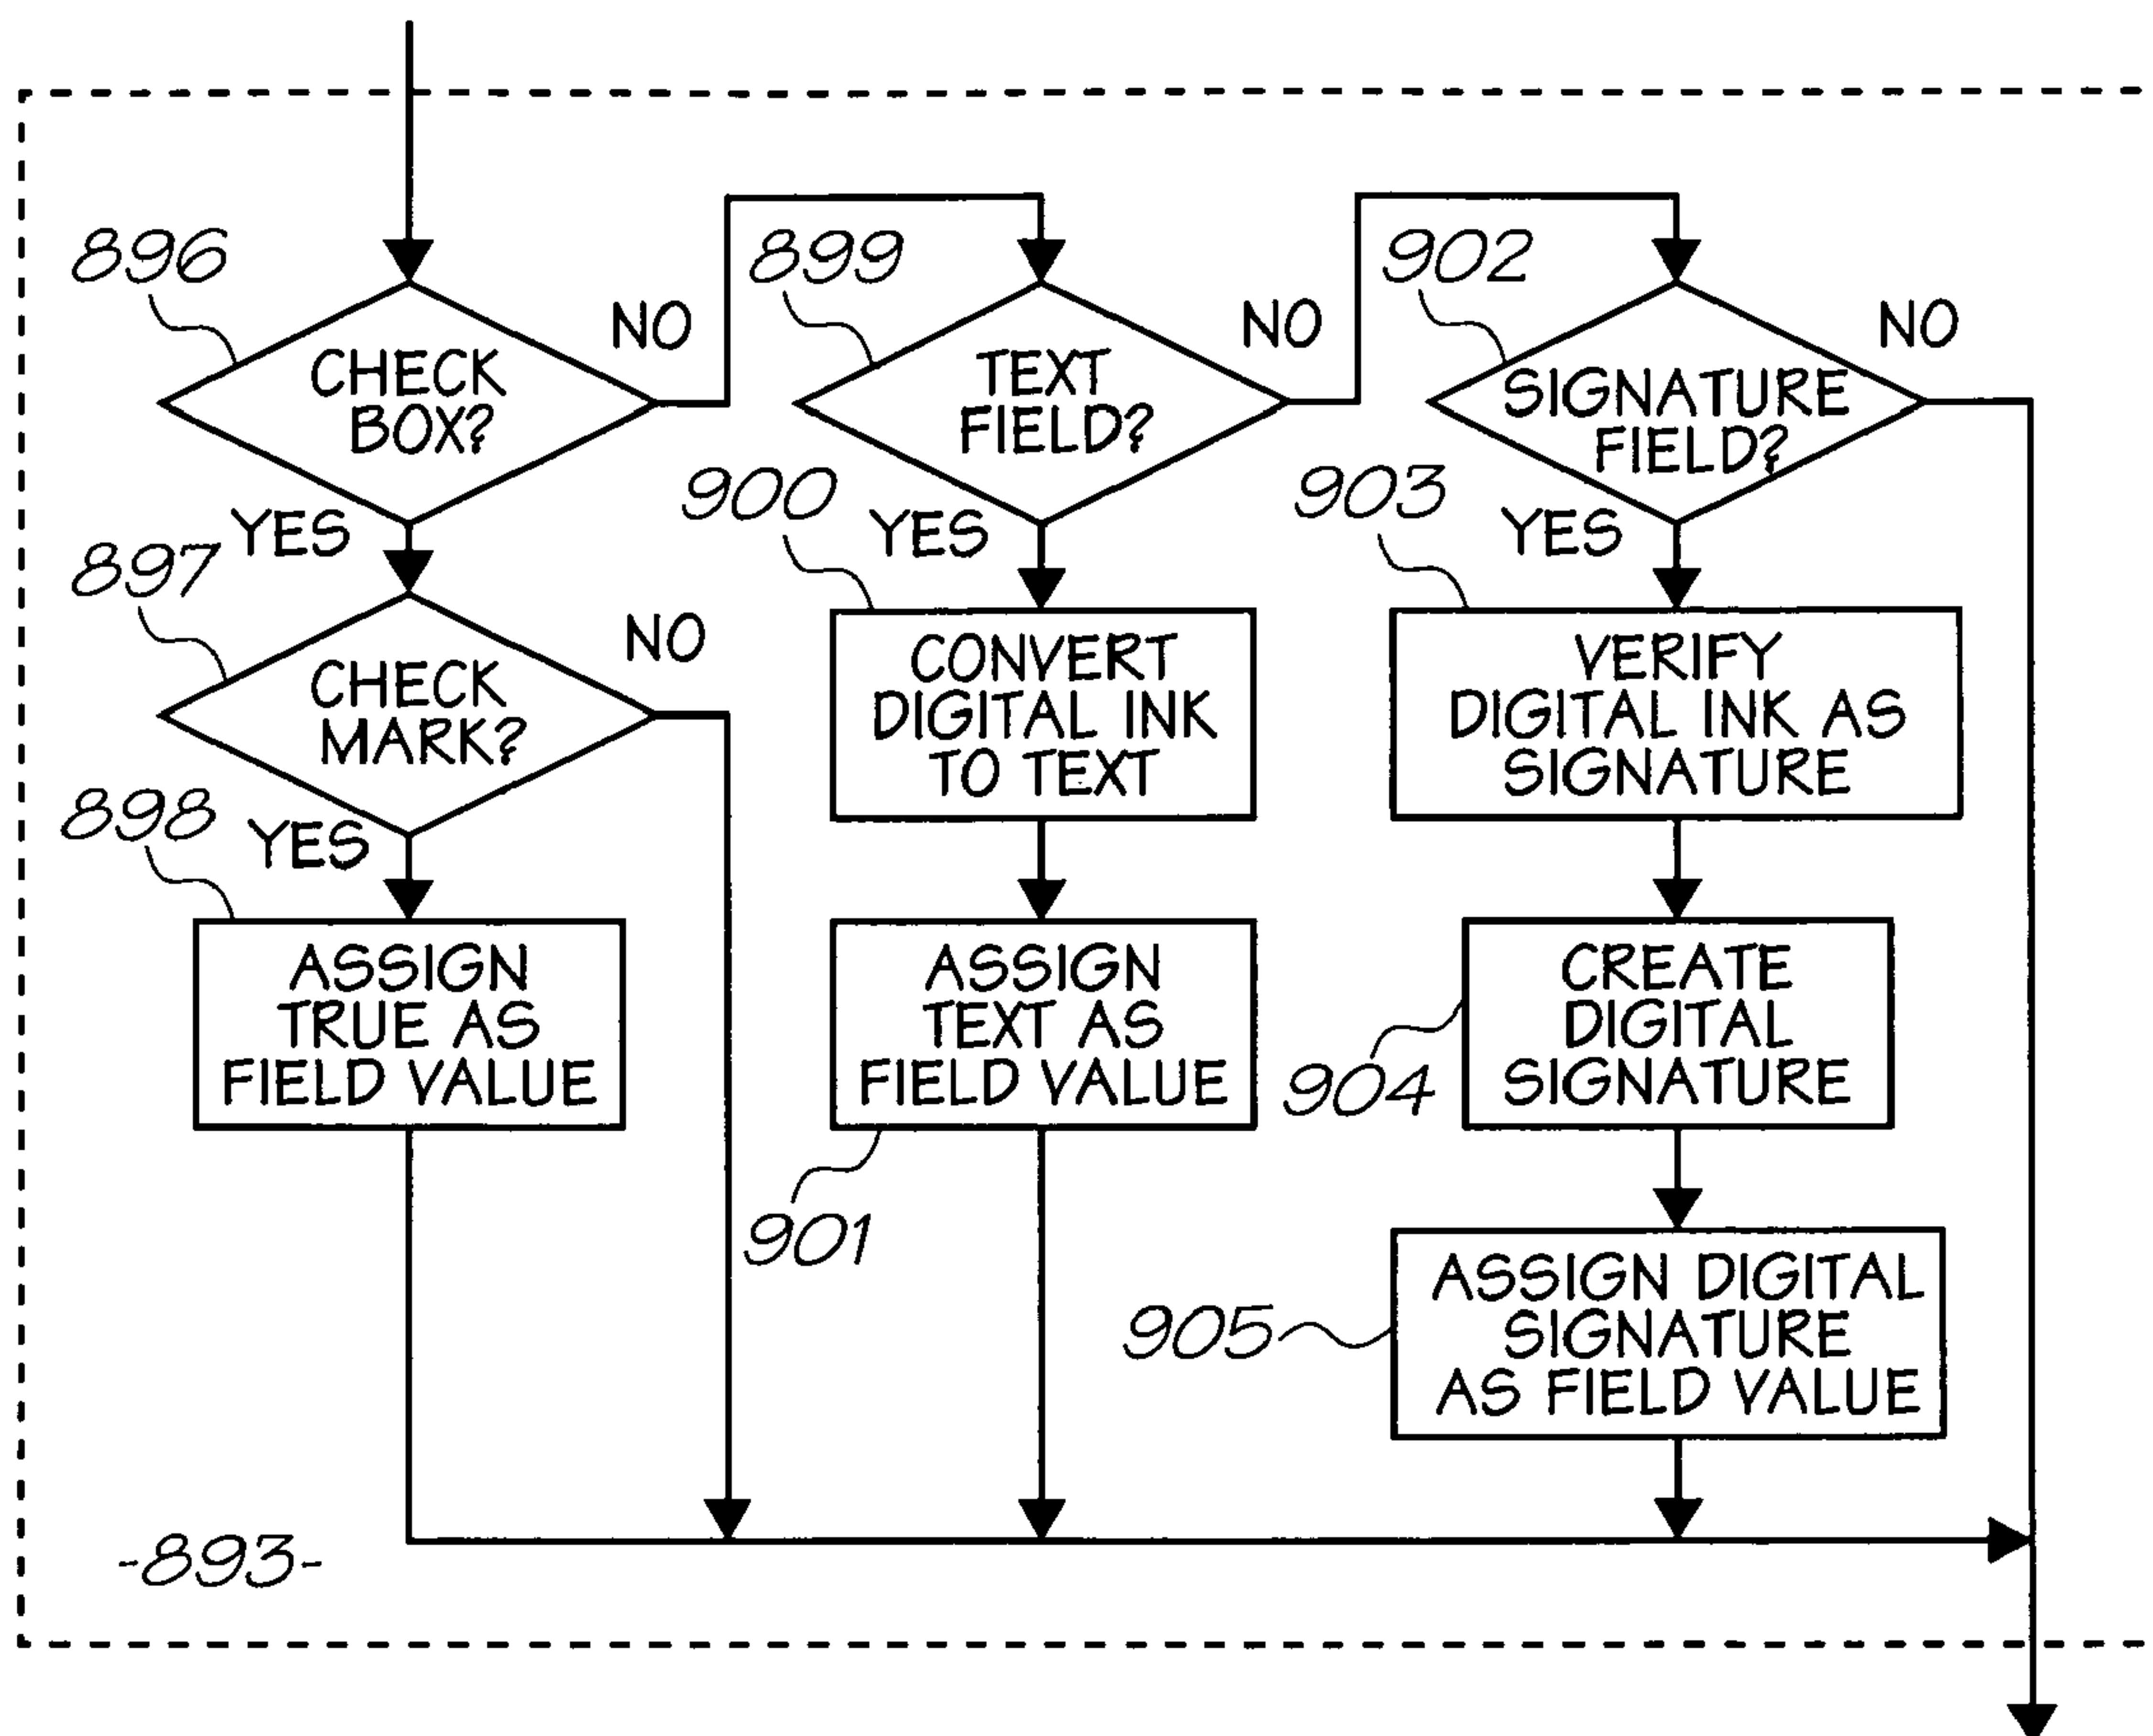 896
CHECK
BOX?
NO
YES
897
CHECK
MARK?
NO
YES
898
ASSIGN
TRUE AS
FIELD VALUE
899
TEXT
FIELD?
NO
YES
900
CONVERT
DIGITAL INK
TO TEXT
ASSIGN
TEXT AS
FIELD VALUE
901
902
SIGNATURE
FIELD?
NO
YES
903
VERIFY
DIGITAL INK AS
SIGNATURE
CREATE
DIGITAL
SIGNATURE
904
ASSIGN DIGITAL
SIGNATURE
AS FIELD VALUE
905
-893-